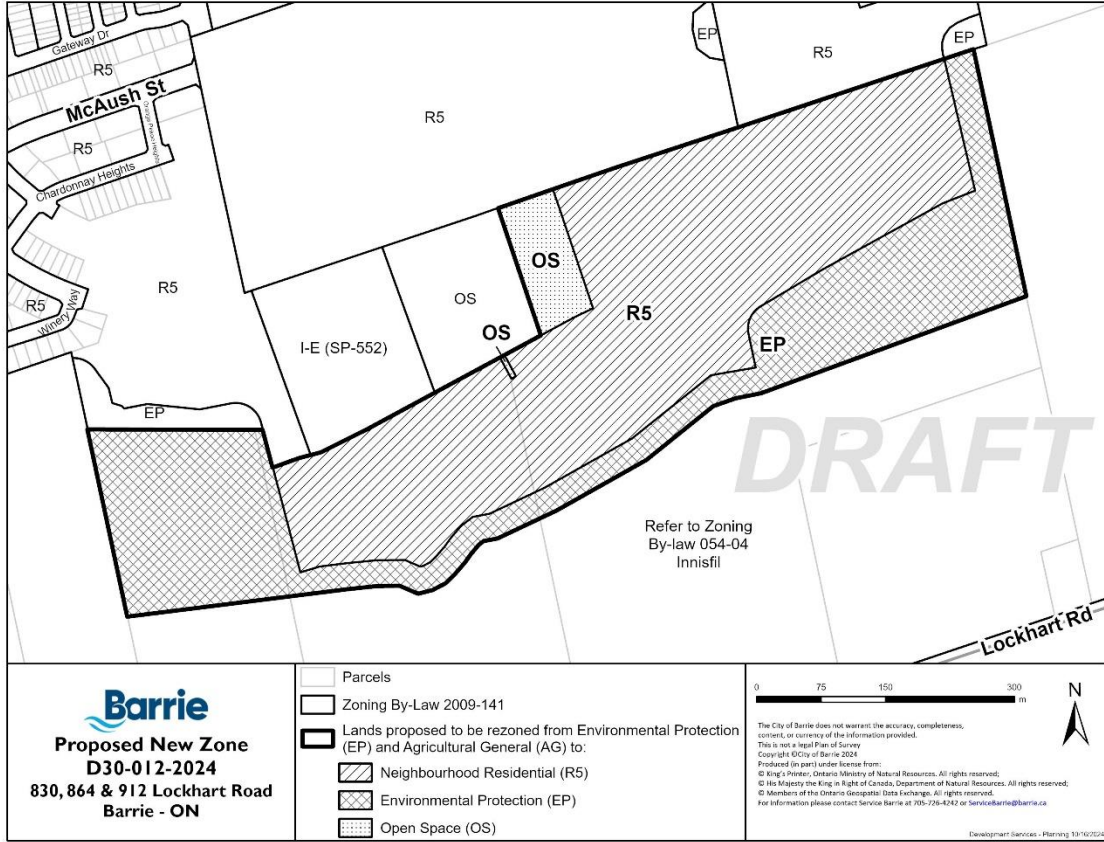 Gateway Dr
R5
McAush St
R5
Chardonnay Heights
R5
Winery Way
R5
EP
R5
EP
R5
EP
I-E (SP-552)
OS
OS
OS
R5
EP
DRAFT
Refer to Zoning
By-law 054-04
Innisfil
Lockhart Rd
Barrie
Proposed New Zone
D30-012-2024
830, 864 & 912 Lockhart Road
Barrie - ON
Parcels
Zoning By-Law 2009-141
Lands proposed to be rezoned from Environmental Protection
(EP) and Agricultural General (AG) to:
Neighbourhood Residential (R5)
Environmental Protection (EP)
Open Space (OS)
0 75 150 300
m
N
The City of Barrie does not warrant the accuracy, completeness,
content, or currency of the information provided.
This is not a legal Plan of Survey
Copyright ©City of Barrie 2024
Produced (in part) under license from:
© King's Printer, Ontario Ministry of Natural Resources. All rights reserved;
© His Majesty the King in Right of Canada, Department of Natural Resources. All rights reserved;
© Members of the Ontario Geospatial Data Exchange. All rights reserved.
For information please contact Service Barrie at 705-726-4242 or ServiceBarrie@barrie.ca
Development Services - Planning 10/16/2024